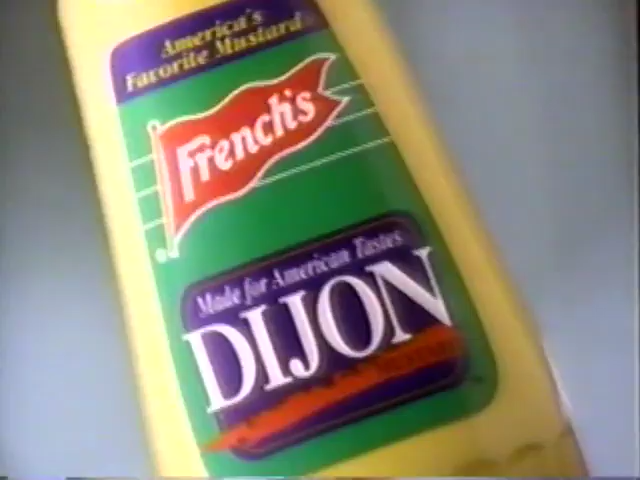 America's
Favorite Mustard
French's
Made for American Tastes
DIJON